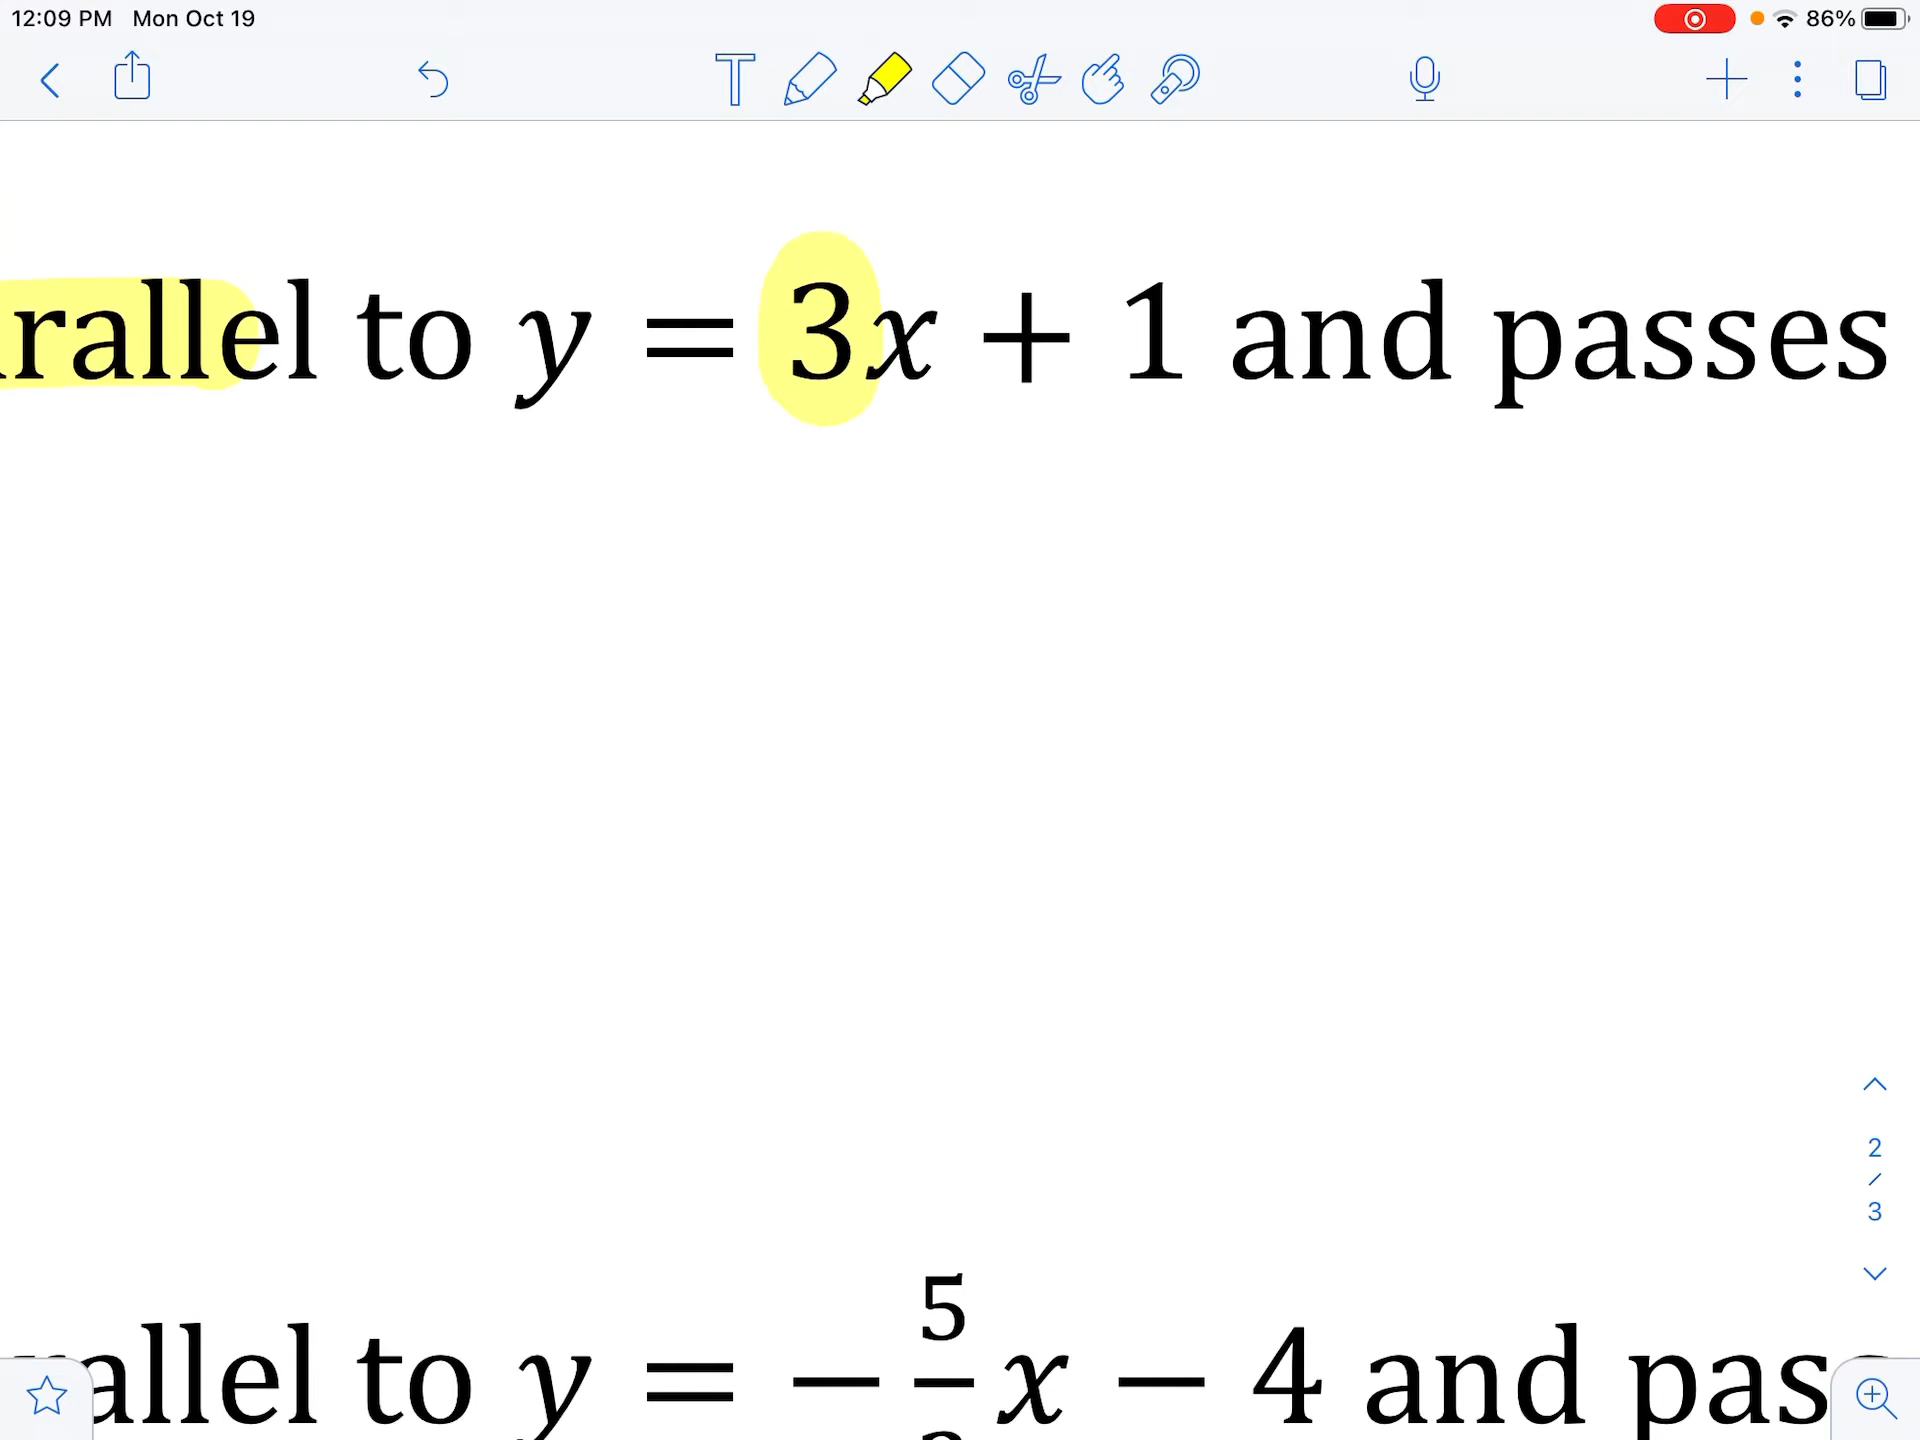 12:09 PM Mon Oct 19
86%
T
rallel to y = 3x + 1 and passes
2
/
3
allel to y = −5/ x − 4 and pas